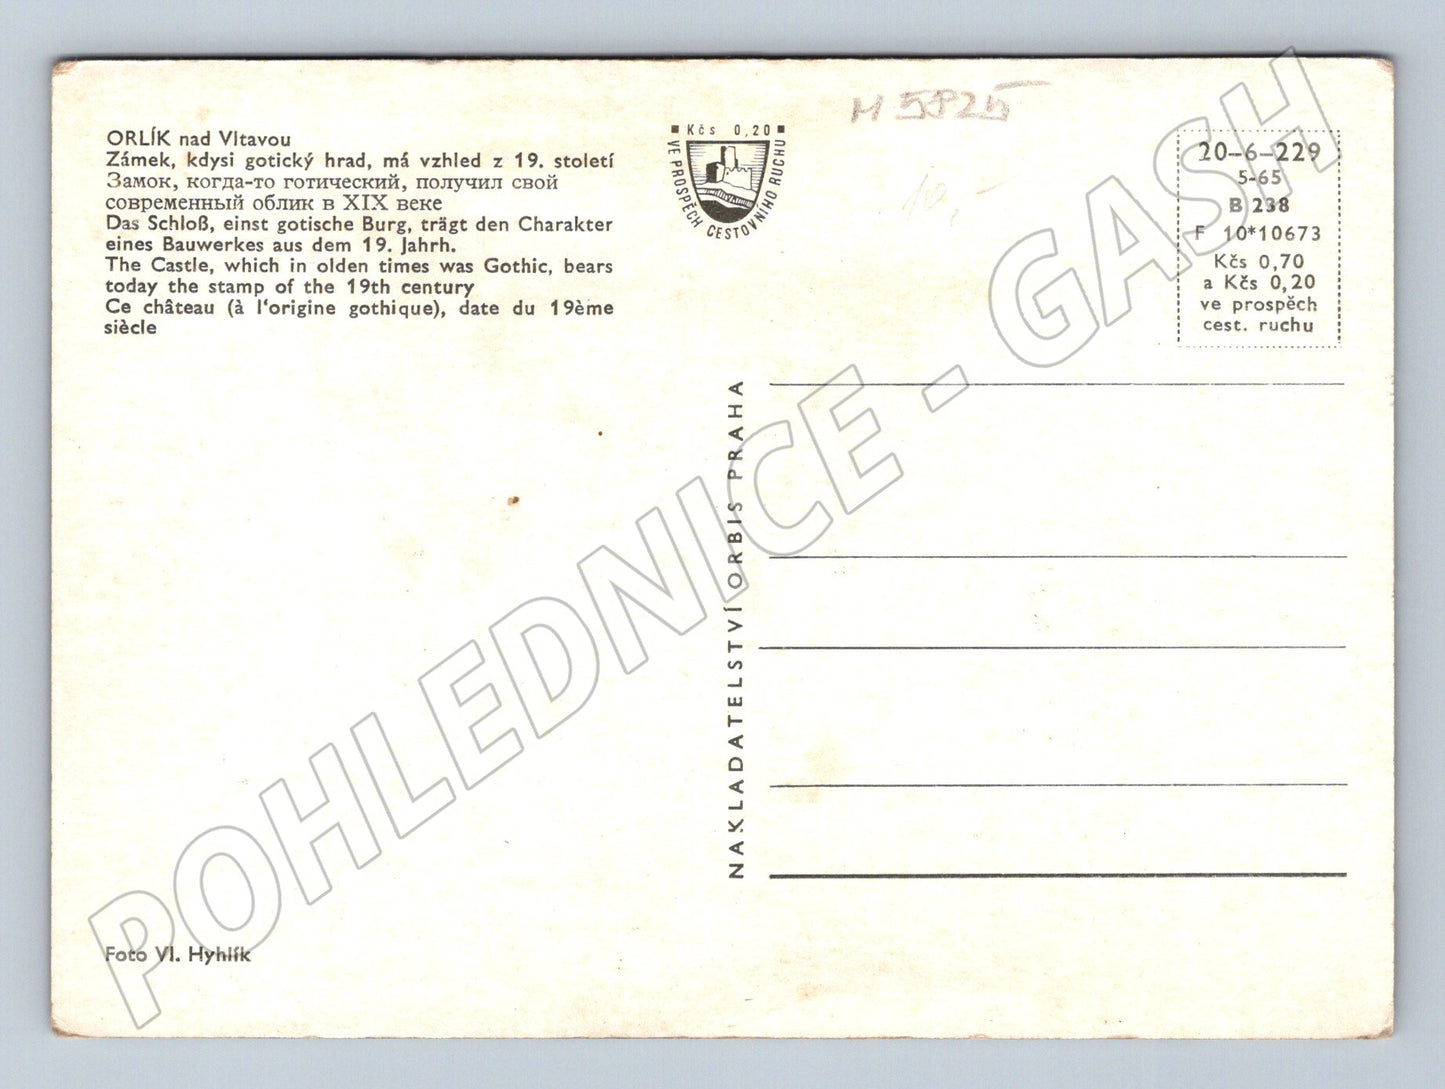 ORLÍK nad Vltavou
Zámek, kdysi gotický hrad, má vzhled z 19. století
Замок, когда-то готический, получил свой
современный облик в XIX веке
Das Schloß, einst gotische Burg, trägt den Charakter
eines Bauwerkes aus dem 19. Jahrh.
The Castle, which in olden times was Gothic, bears
today the stamp of the 19th century
Ce château (à l'origine gothique), date du 19ème
siècle
Kčs 0,20
VE PROSPĚCH CESTOVNÍHO RUCHU
M 5825
10,-
20-6-229
5-65
B 238
F 10*10673
Kčs 0,70
a Kčs 0,20
ve prospěch
cest. ruchu
NAKLADATELSTVÍ ORBIS PRAHA
Foto Vl. Hyhlík
POHLEDNICE - GASH